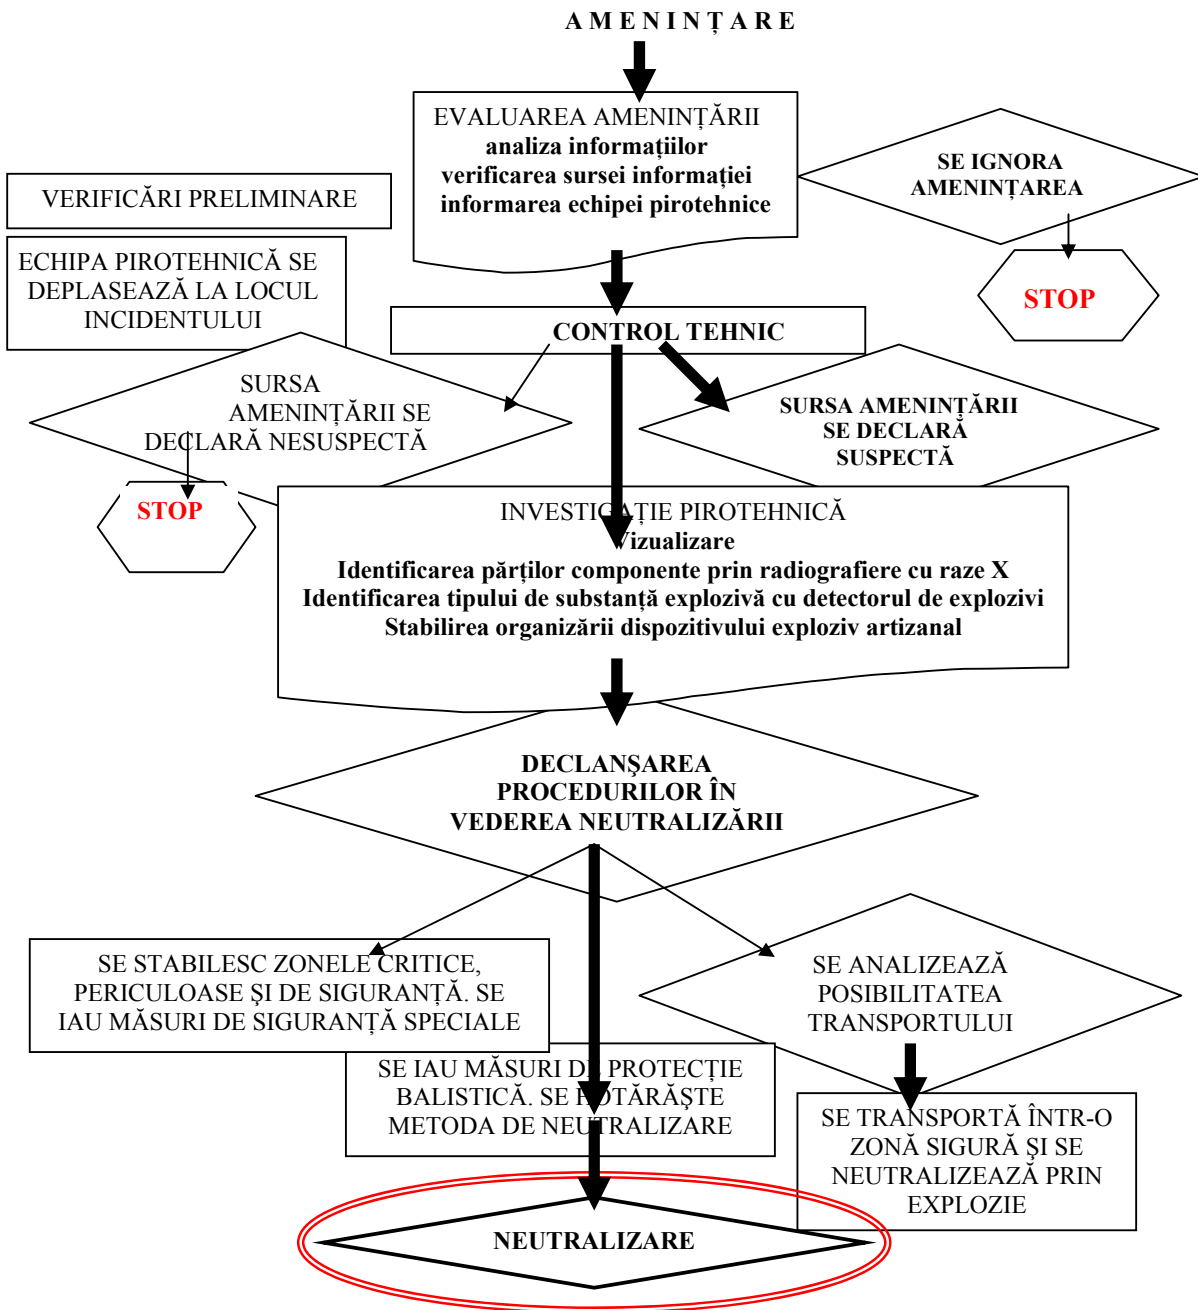 A M E N I N Ț A R E
EVALUAREA AMENINȚĂRII
analiza informațiilor
verificarea sursei informației
informarea echipei pirotehnice
SE IGNORA
AMENINȚAREA
STOP
VERIFICĂRI PRELIMINARE
ECHIPA PIROTEHNICĂ SE
DEPLASEAZĂ LA LOCUL
INCIDENTULUI
CONTROL TEHNIC
SURSA
AMENINȚĂRII SE
DECLARĂ NESUSPECTĂ
STOP
SURSA AMENINȚĂRII
SE DECLARĂ
SUSPECTĂ
INVESTIGAȚIE PIROTEHNICĂ
Vizualizare
Identificarea părților componente prin radiografiere cu raze X
Identificarea tipului de substanță explozivă cu detectorul de explozivi
Stabilirea organizării dispozitivului exploziv artizanal
DECLANŞAREA
PROCEDURILOR ÎN
VEDEREA NEUTRALIZĂRII
SE STABILESC ZONELE CRITICE,
PERICULOASE ŞI DE SIGURANȚĂ. SE
IAU MĂSURI DE SIGURANȚĂ SPECIALE
SE ANALIZEAZĂ
POSIBILITATEA
TRANSPORTULUI
SE IAU MĂSURI DE PROTECȚIE
BALISTICĂ. SE HOTĂRĂŞTE
METODA DE NEUTRALIZARE
SE TRANSPORTĂ ÎNTR-O
ZONĂ SIGURĂ ŞI SE
NEUTRALIZEAZĂ PRIN
EXPLOZIE
NEUTRALIZARE